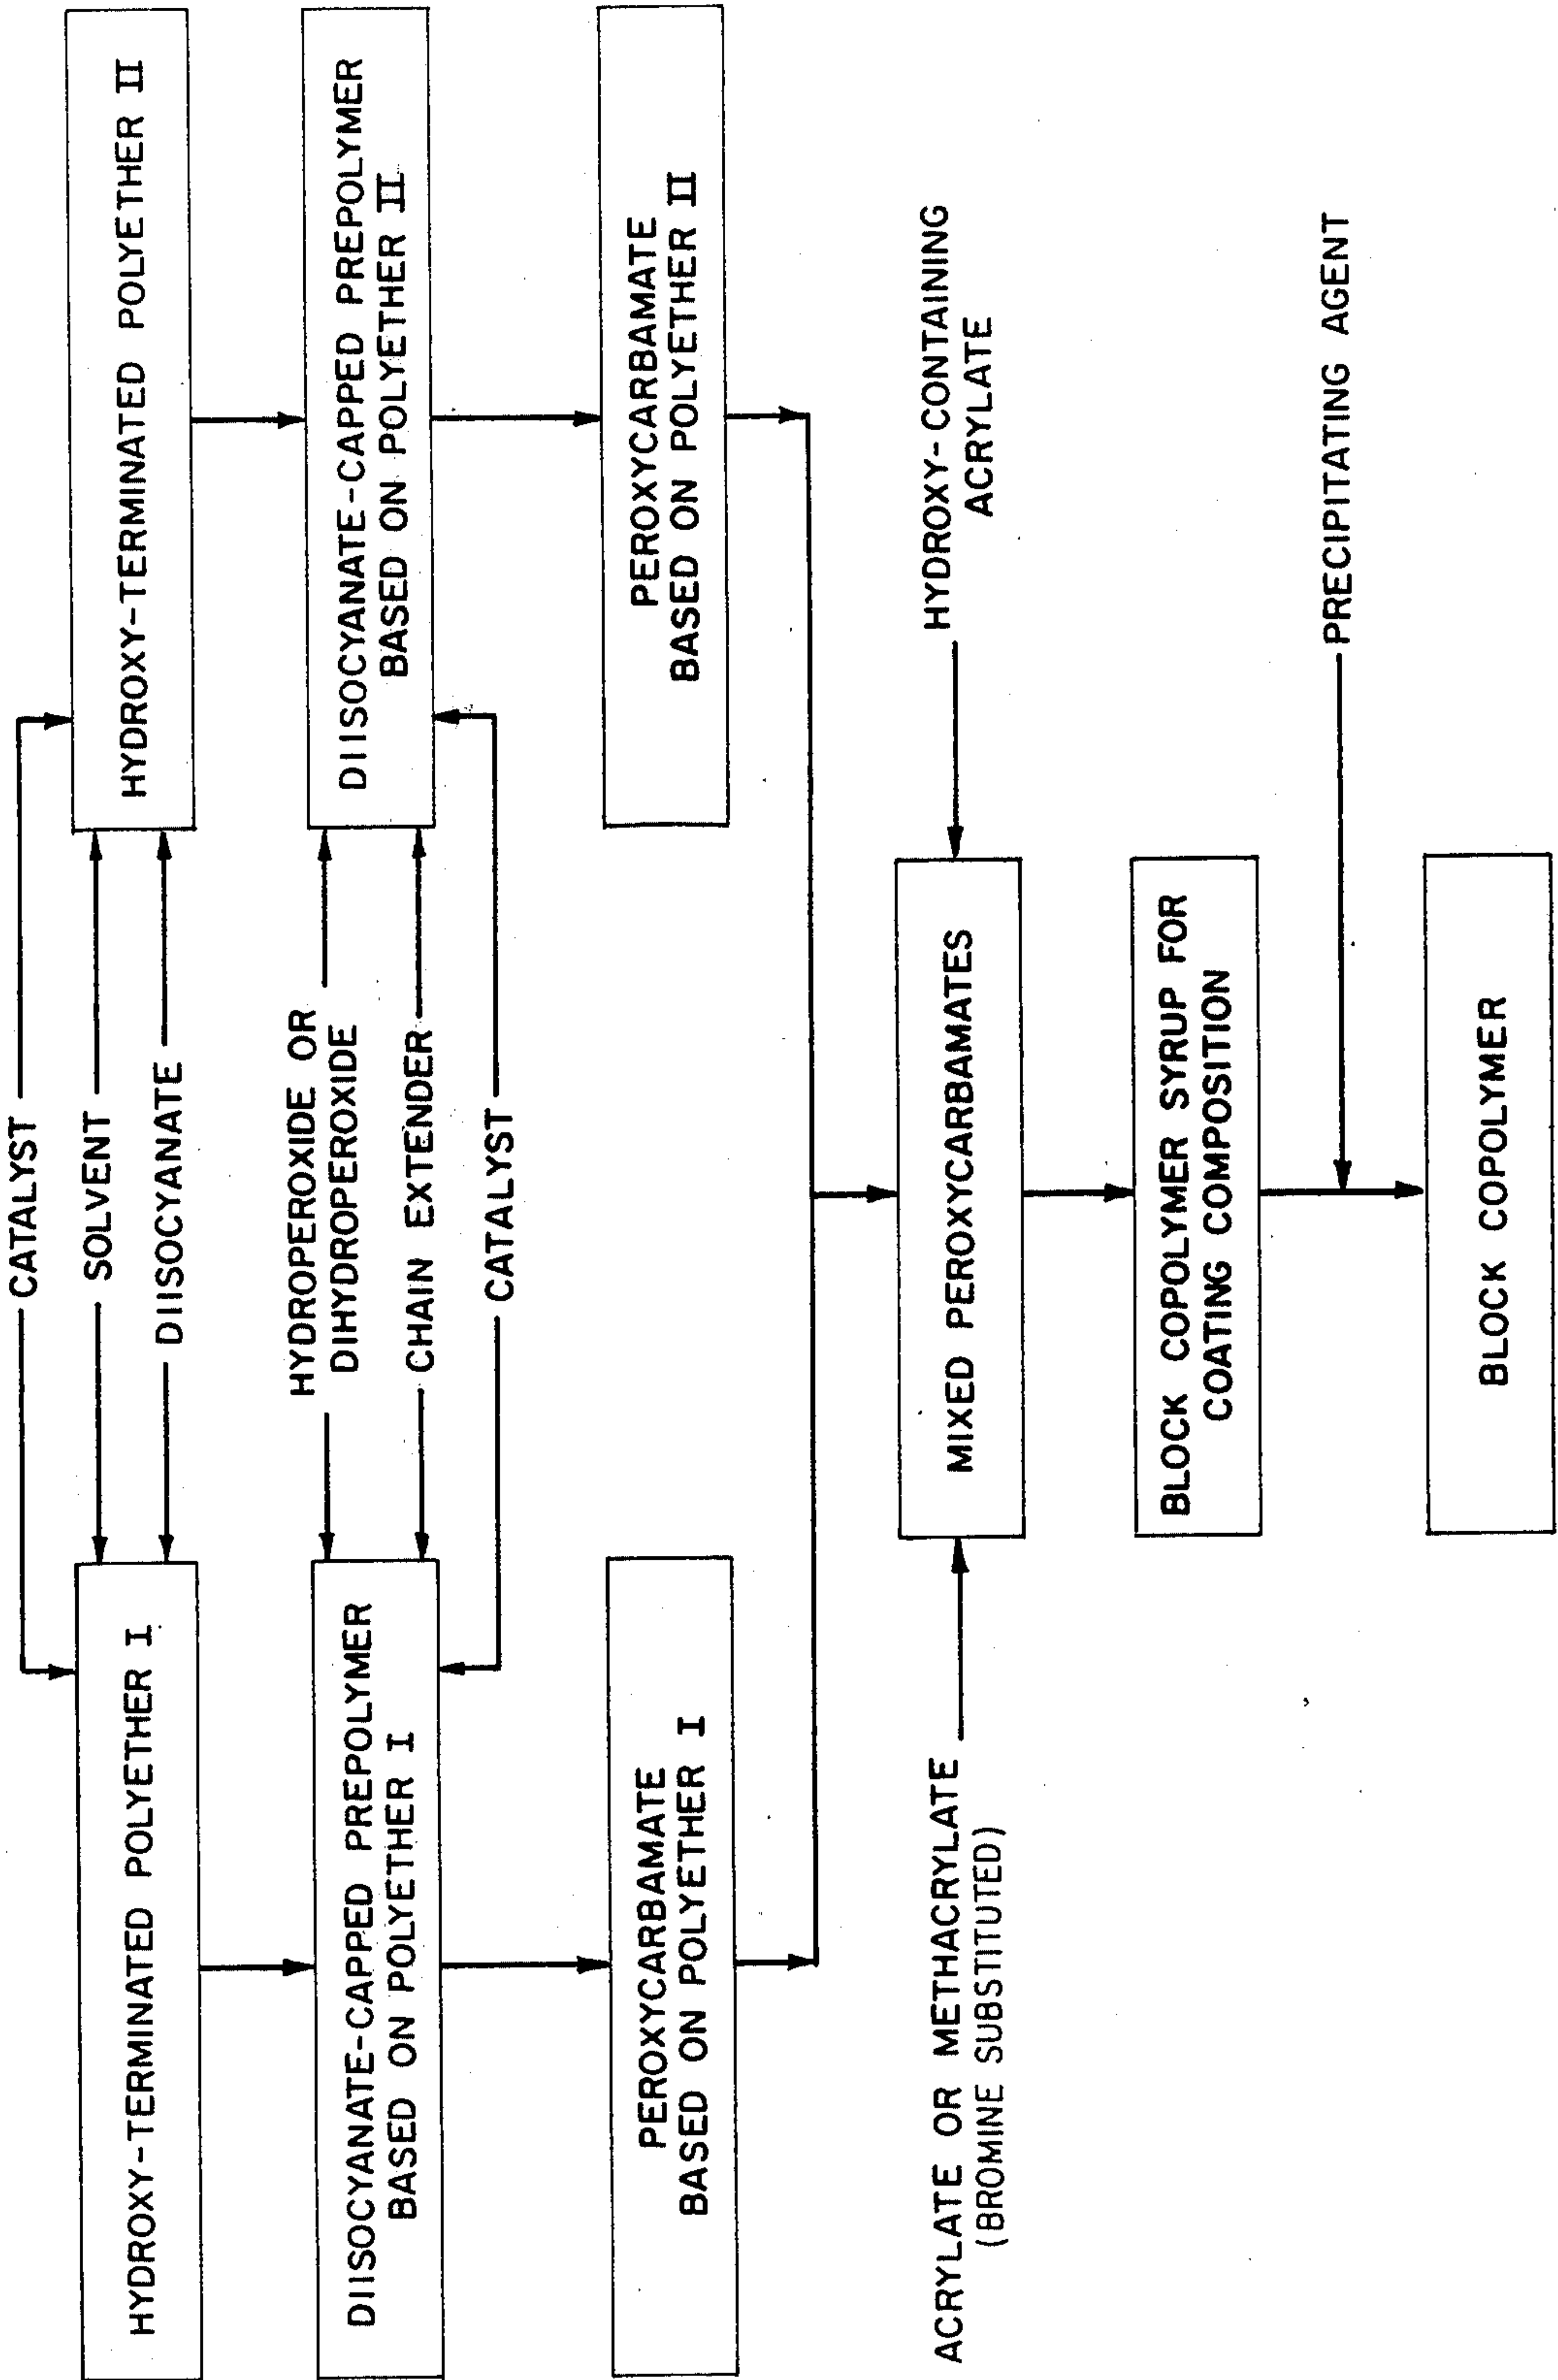 CATALYST
SOLVENT
DIISOCYANATE
HYDROXY-TERMINATED POLYETHER I
HYDROXY-TERMINATED POLYETHER II
HYDROPEROXIDE OR
DIHYDROPEROXIDE
CHAIN EXTENDER
CATALYST
DIISOCYANATE-CAPPED PREPOLYMER
BASED ON POLYETHER I
DIISOCYANATE-CAPPED PREPOLYMER
BASED ON POLYETHER II
PEROXYCARBAMATE
BASED ON POLYETHER I
PEROXYCARBAMATE
BASED ON POLYETHER II
ACRYLATE OR METHACRYLATE
(BROMINE SUBSTITUTED)
MIXED PEROXYCARBAMATES
HYDROXY-CONTAINING
ACRYLATE
BLOCK COPOLYMER SYRUP FOR
COATING COMPOSITION
PRECIPITATING AGENT
BLOCK COPOLYMER